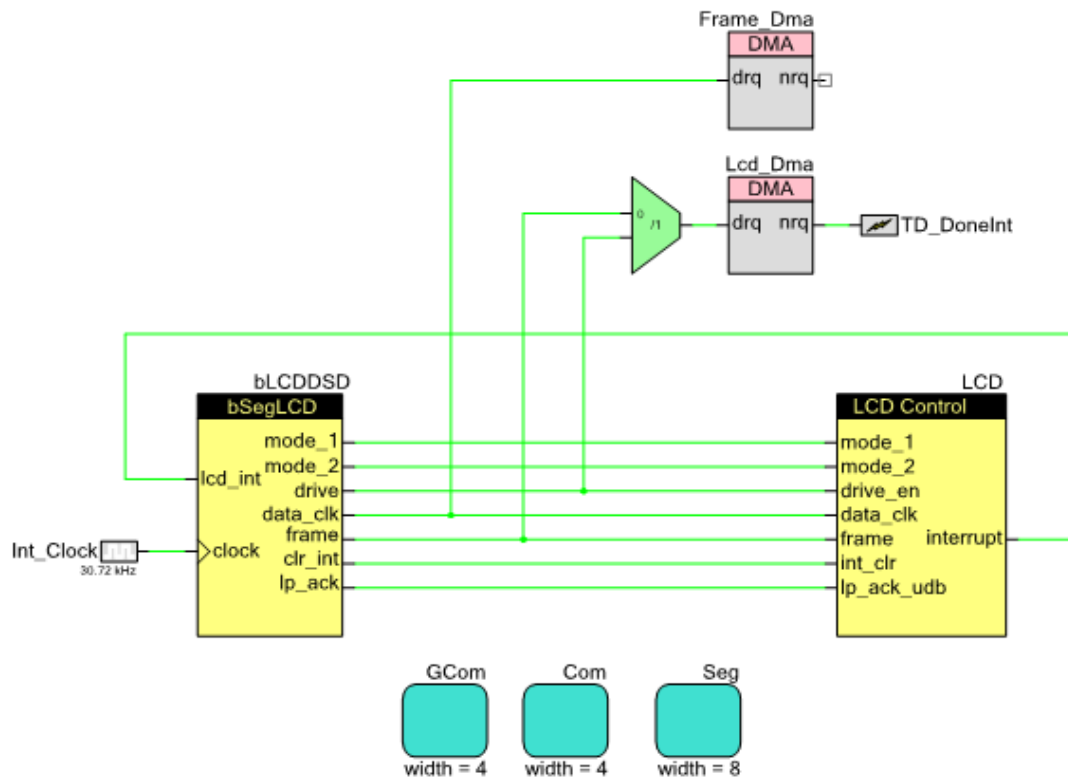 Frame_Dma
DMA
drq nrq
Lcd_Dma
DMA
0
/1
drq nrq
TD_DoneInt
bLCDDSD
bSegLCD
lcd_int
clock
mode_1
mode_2
drive
data_clk
frame
clr_int
lp_ack
Int_Clock
30.72 kHz
LCD
LCD Control
mode_1
mode_2
drive_en
data_clk
frame
int_clr
lp_ack_udb
interrupt
GCom
width = 4
Com
width = 4
Seg
width = 8